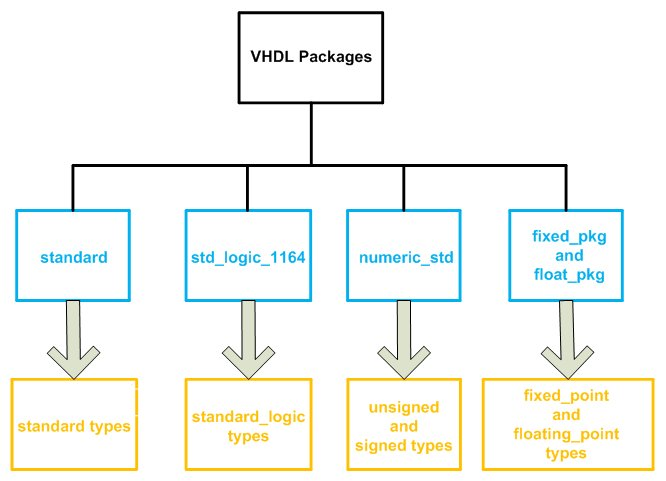 VHDL Packages
standard
std_logic_1164
numeric_std
fixed_pkg
and
float_pkg
standard types
standard_logic
types
unsigned
and
signed types
fixed_point
and
floating_point
types